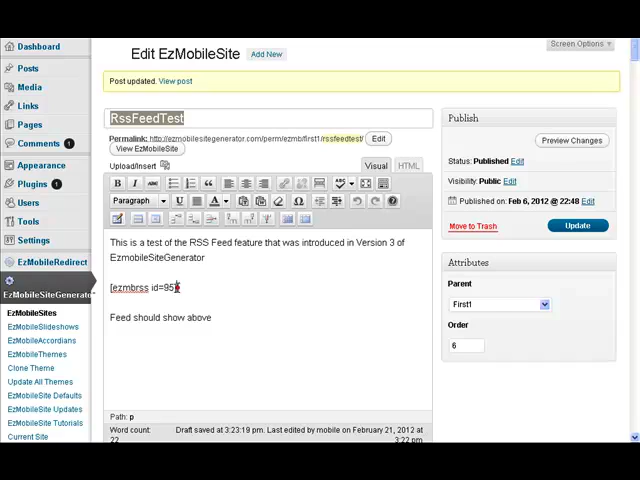 Dashboard
Edit EzMobileSite
Add New
Screen Options
Posts
Post updated. View post
Media
Links
RssFeedTest
Publish
Pages
Permalink: http://ezmobilesitegenerator.com/perm/ezmb/first1/rssfeedtest/
Edit
Preview Changes
Comments 1
View EzMobileSite
Appearance
Upload/Insert
Visual
HTML
Status: Published Edit
Plugins 1
Visibility: Public Edit
Users
Paragraph
Published on: Feb 6, 2012 @ 22:48 Edit
Tools
Move to Trash
Update
Settings
This is a test of the RSS Feed feature that was introduced in Version 3 of
EzmobileSiteGenerator
EzMobileRedirect
Attributes
Parent
EzMobileSiteGenerator
[ezmbrss id=95
First1
EzMobileSites
Feed should show above
Order
EzMobileSlideshows
6
EzMobileAccordians
EzMobileThemes
Clone Theme
Update All Themes
EzMobileSite Defaults
EzMobileSite Updates
Path: p
EzMobileSite Tutorials
Word count:
22
Draft saved at 3:23:19 pm. Last edited by mobile on February 21, 2012 at
3:22 pm
Current Site